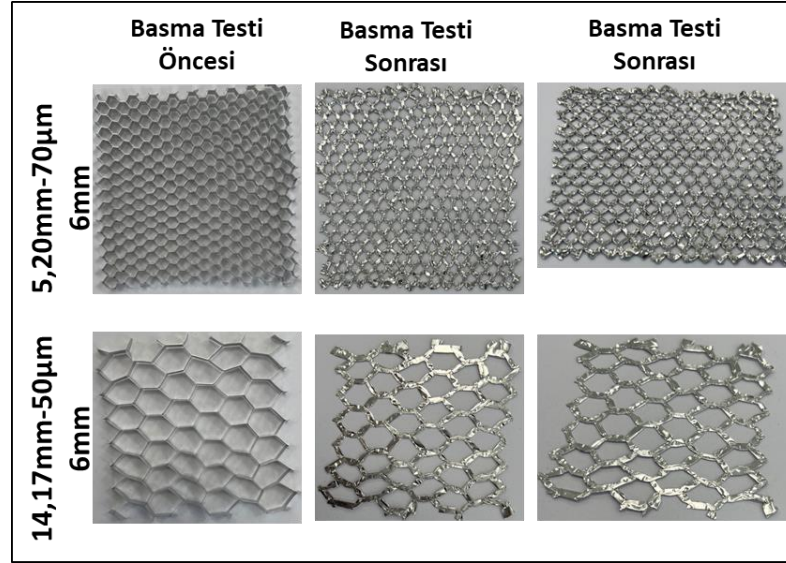 Basma Testi
Öncesi
Basma Testi
Sonrası
Basma Testi
Sonrası
5,20mm-70µm
6mm
14,17mm-50µm
6mm